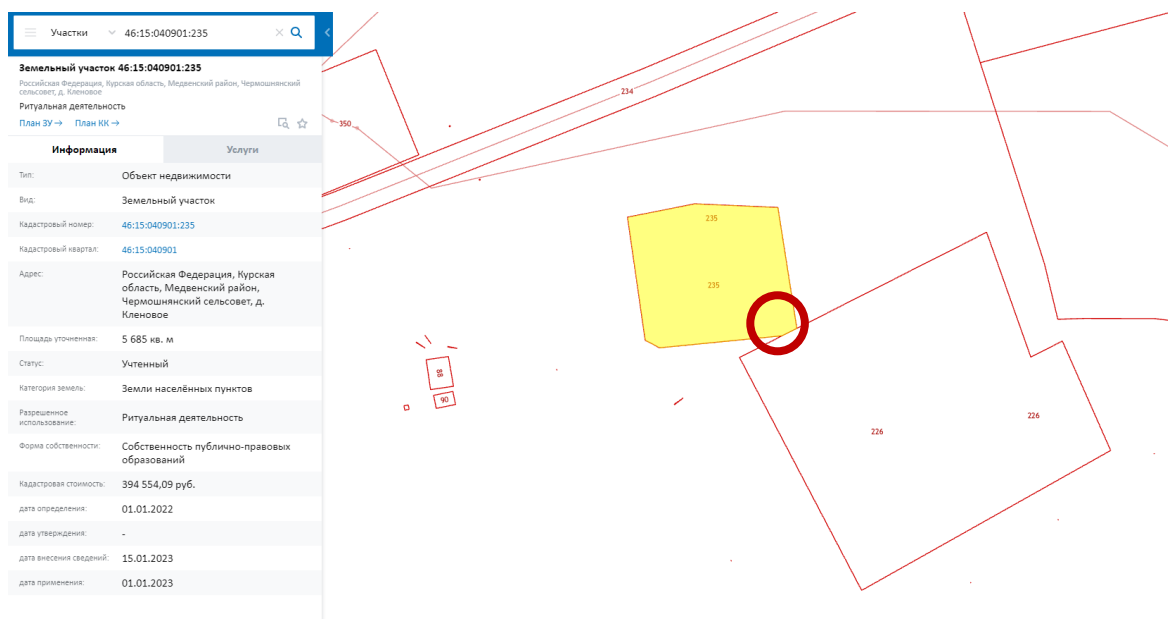 Участки 46:15:040901:235
Земельный участок 46:15:040901:235
Российская Федерация, Курская область, Медвенский район, Чермошнянский
сельсовет, д. Кленовое
Ритуальная деятельность
План ЗУ → План КК →
Информация Услуги
Тип: Объект недвижимости
Вид: Земельный участок
Кадастровый номер: 46:15:040901:235
Кадастровый квартал: 46:15:040901
Адрес: Российская Федерация, Курская
область, Медвенский район,
Чермошнянский сельсовет, д.
Кленовое
Площадь уточненная: 5 685 кв. м
Статус: Учтенный
Категория земель: Земли населённых пунктов
Разрешенное
использование: Ритуальная деятельность
Форма собственности: Собственность публично-правовых
образований
Кадастровая стоимость: 394 554,09 руб.
дата определения: 01.01.2022
дата утверждения: -
дата внесения сведений: 15.01.2023
дата применения: 01.01.2023
234
350
235
235
88
90
226
226